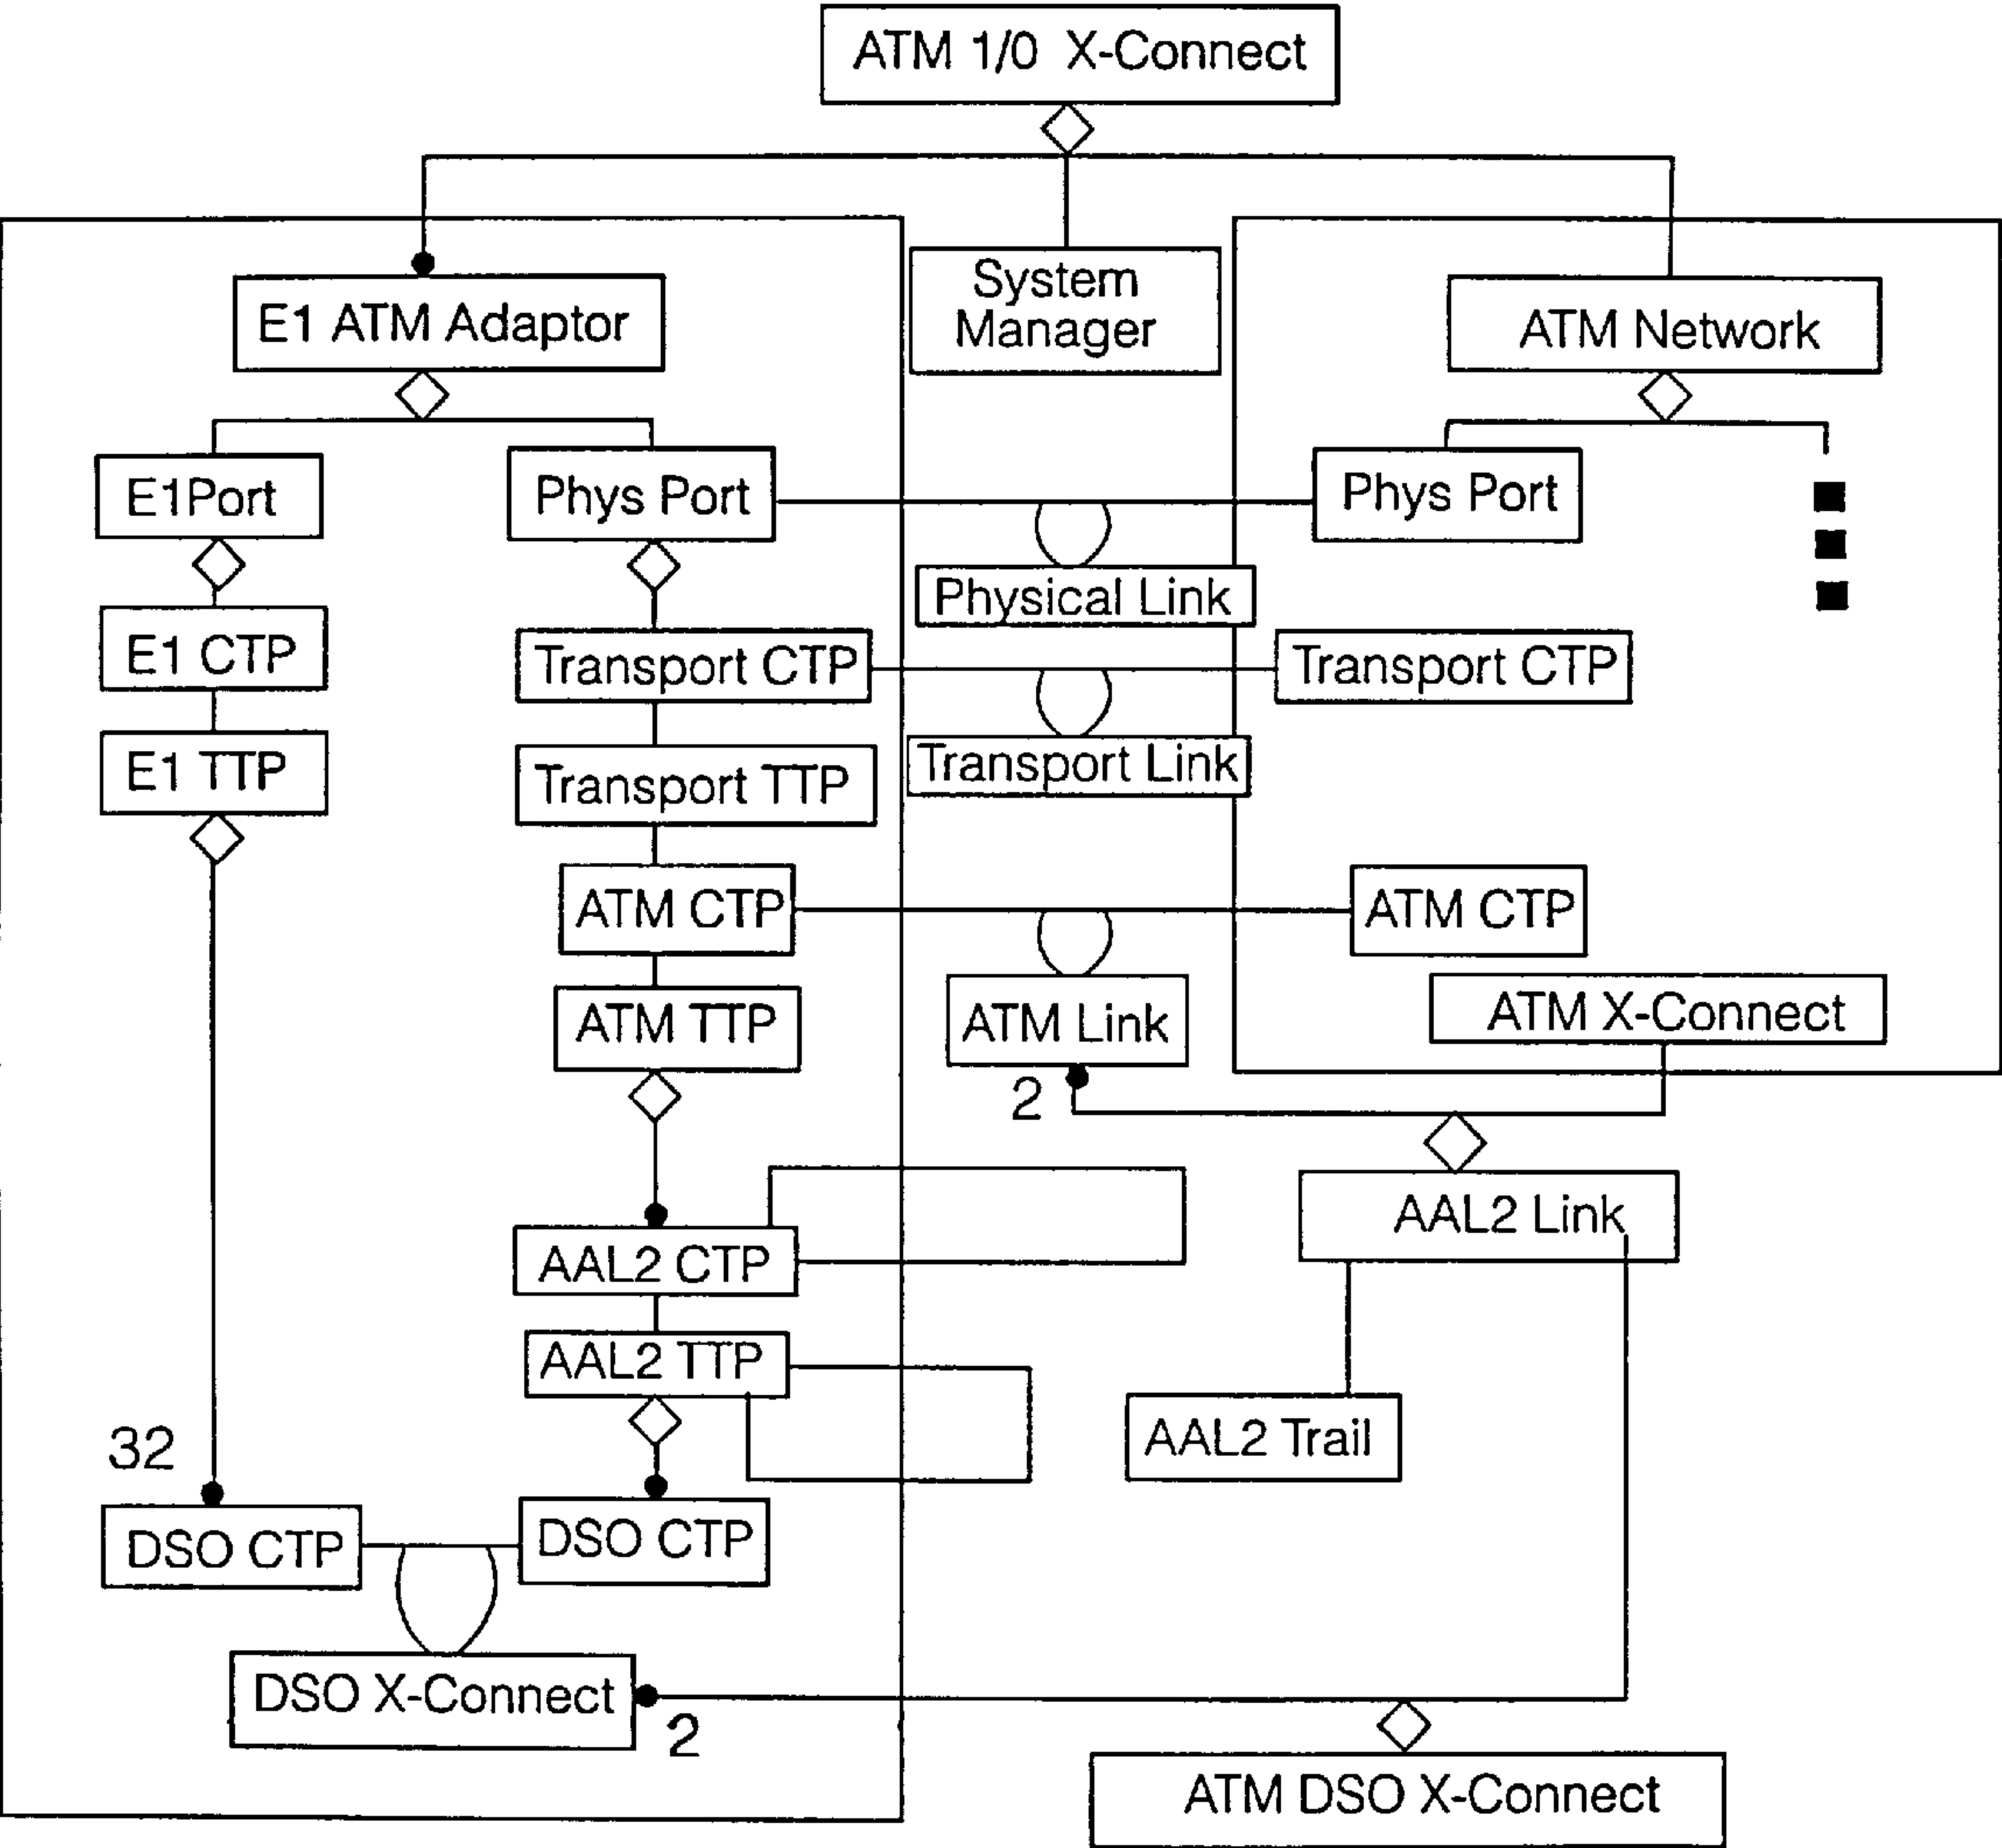 ATM 1/0 X-Connect
E1 ATM Adaptor
System
Manager
ATM Network
E1Port
Phys Port
Phys Port
Physical Link
E1 CTP
Transport CTP
Transport CTP
E1 TTP
Transport TTP
Transport Link
ATM CTP
ATM CTP
ATM TTP
ATM Link
ATM X-Connect
2
AAL2 CTP
AAL2 Link
AAL2 TTP
AAL2 Trail
32
DSO CTP
DSO CTP
DSO X-Connect
2
ATM DSO X-Connect